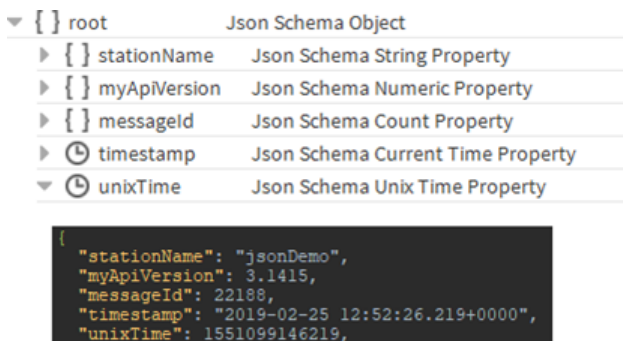 { } root Json Schema Object
{ } stationName Json Schema String Property
{ } myApiVersion Json Schema Numeric Property
{ } messageId Json Schema Count Property
timestamp Json Schema Current Time Property
unixTime Json Schema Unix Time Property
{
"stationName": "jsonDemo",
"myApiVersion": 3.1415,
"messageId": 22188,
"timestamp": "2019-02-25 12:52:26.219+0000",
"unixTime": 1551099146219,